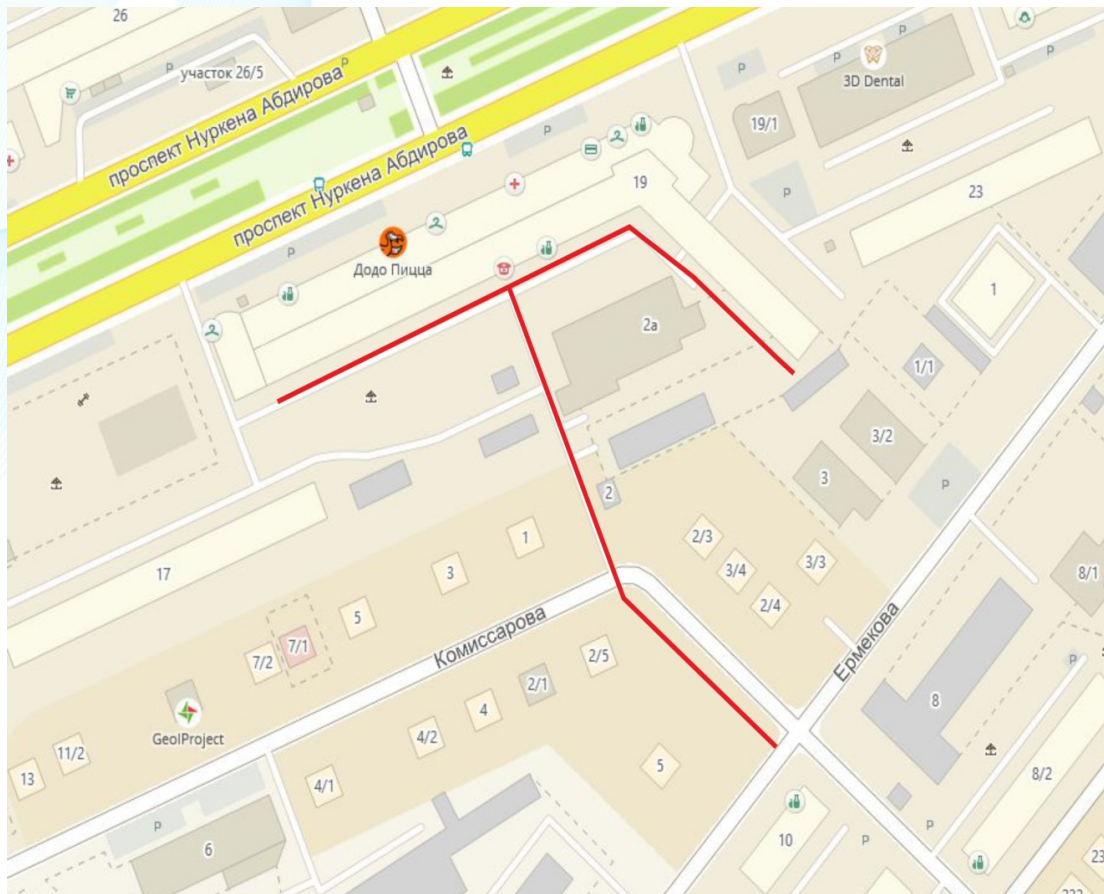 26
P
участок 26/5
P
проспект Нуркена Абдирова
P
3D Dental
P
P
P
19/1
проспект Нуркена Абдирова
P
P
19
P
23
Додо Пицца
P
1
2а
1/1
3/2
3
P
2
1
2/3
3/4
3/3
2/4
17
3
5
7/1
7/2
Комиссарова
Ермекова
8/1
2/5
2/1
4
4/2
5
8
P
GeolProject
11/2
13
4/1
8/2
P
6
10
P
P
23